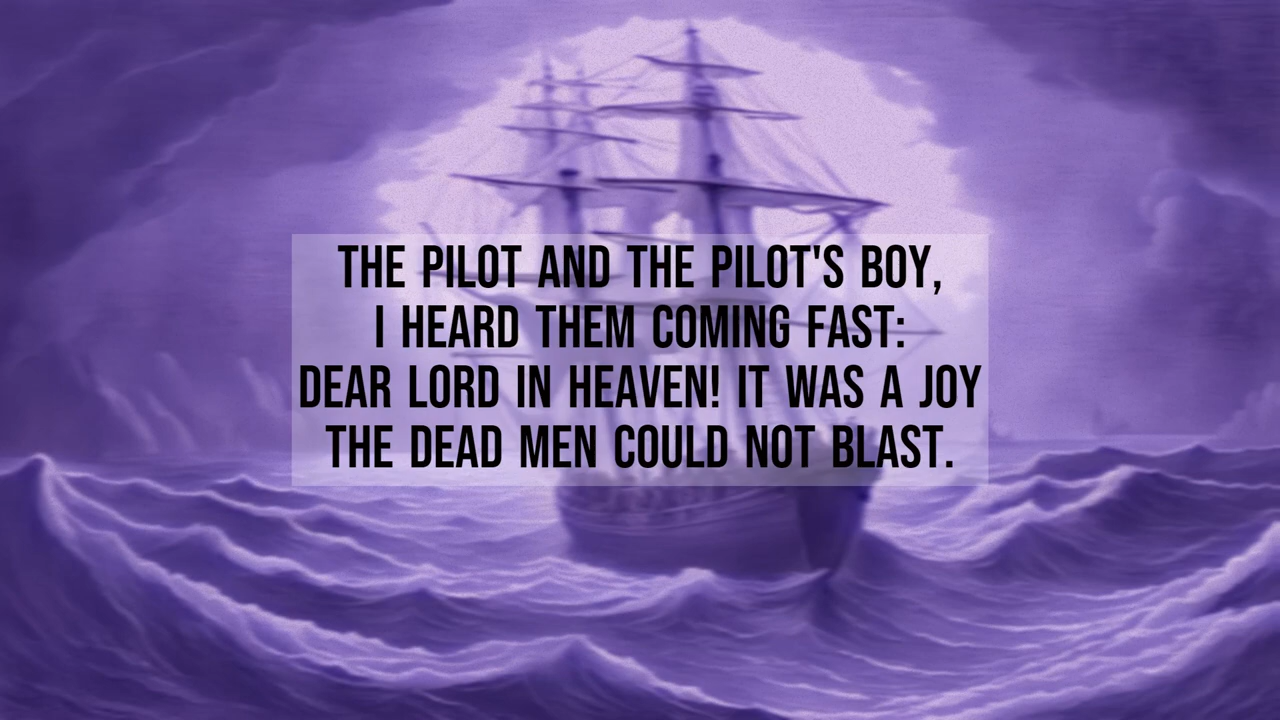 THE PILOT AND THE PILOT'S BOY,
I HEARD THEM COMING FAST:
DEAR LORD IN HEAVEN! IT WAS A JOY
THE DEAD MEN COULD NOT BLAST.